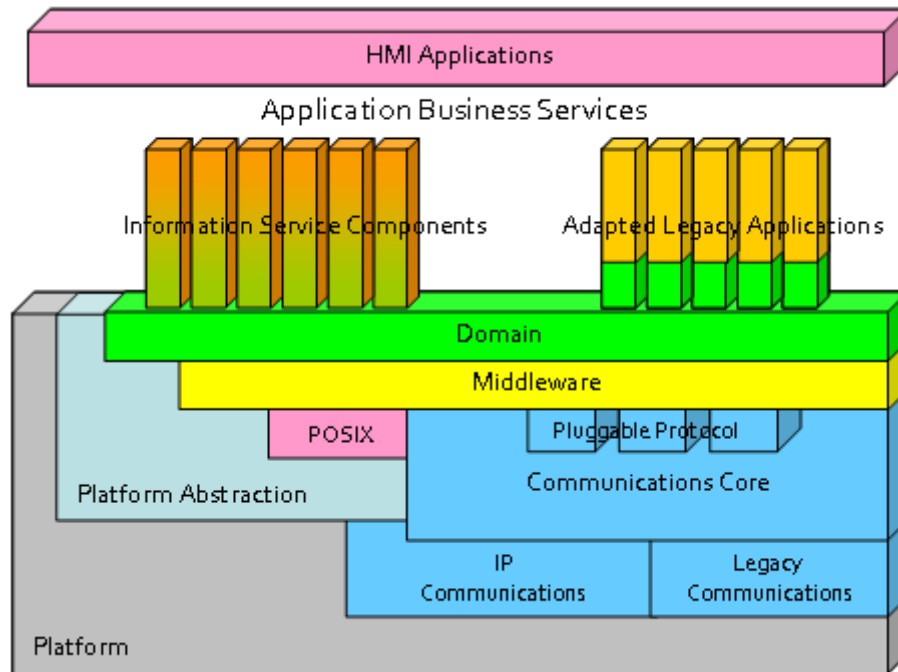 HMI Applications
Application Business Services
Information Service Components
Adapted Legacy Applications
Domain
Middleware
POSIX
Pluggable Protocol
Platform Abstraction
Communications Core
IP
Communications
Legacy
Communications
Platform